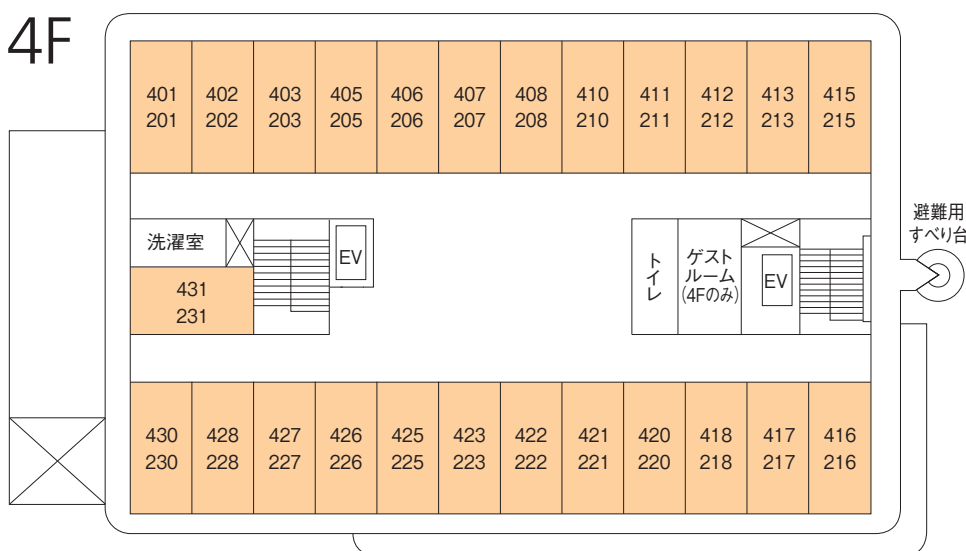 4F
401 402 403 405 406 407 408 410 411 412 413 415
201 202 203 205 206 207 208 210 211 212 213 215
避難用
すべり台
洗濯室
EV
トイレ
ゲスト
ルーム
(4Fのみ)
EV
431
231
430 428 427 426 425 423 422 421 420 418 417 416
230 228 227 226 225 223 222 221 220 218 217 216